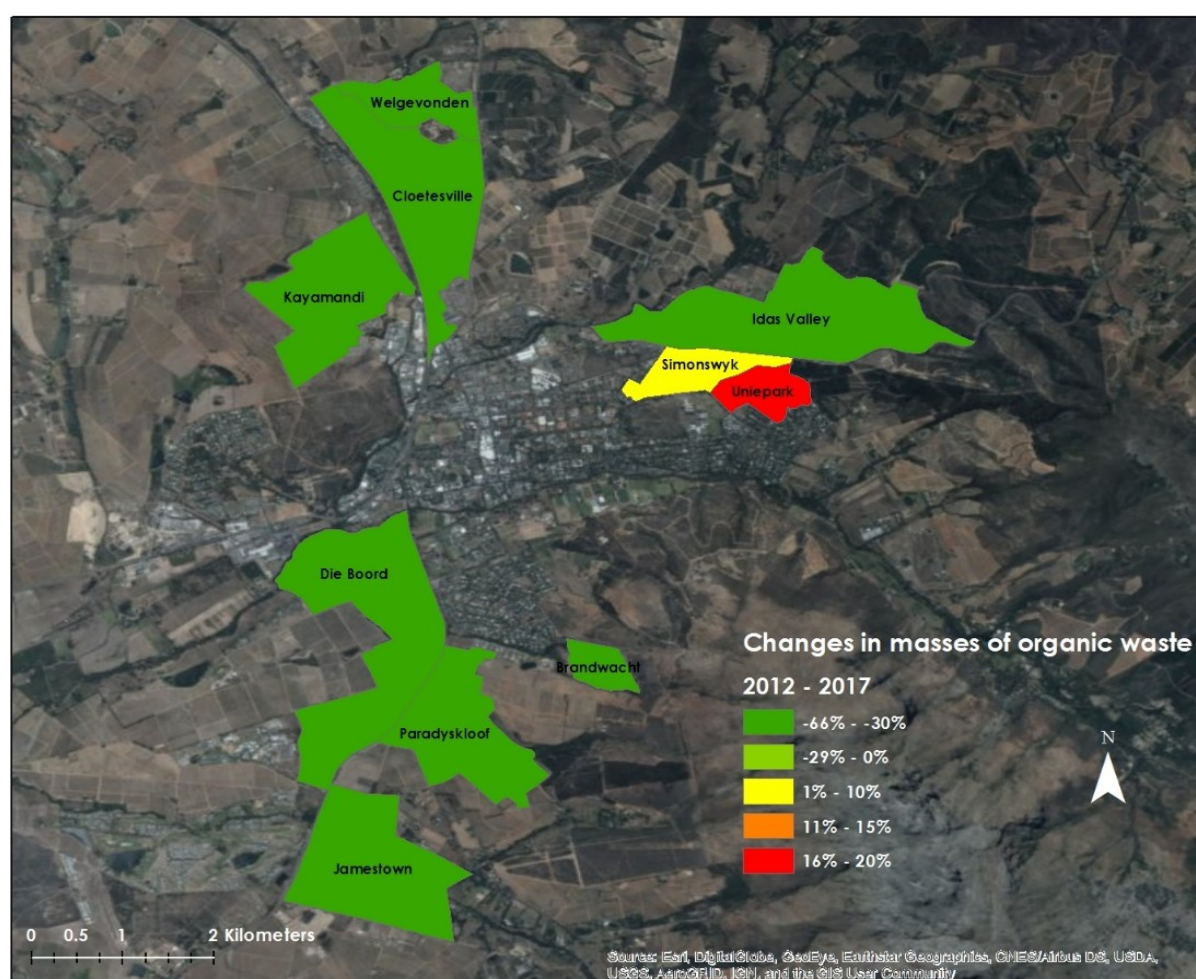 Welgevonden
Cloetesville
Kayamandi
Idas Valley
Simonswyk
Uniepark
Die Boord
Brandwacht
Paradyskloof
Jamestown
Changes in masses of organic waste
2012 - 2017
-66% - -30%
-29% - 0%
1% - 10%
11% - 15%
16% - 20%
N
0 0.5 1 2 Kilometers
Sources: Esri, DigitalGlobe, GeoEye, Earthstar Geographics, CNES/Airbus DS, USDA,
USGS, AeroGRID, IGN, and the GIS User Community